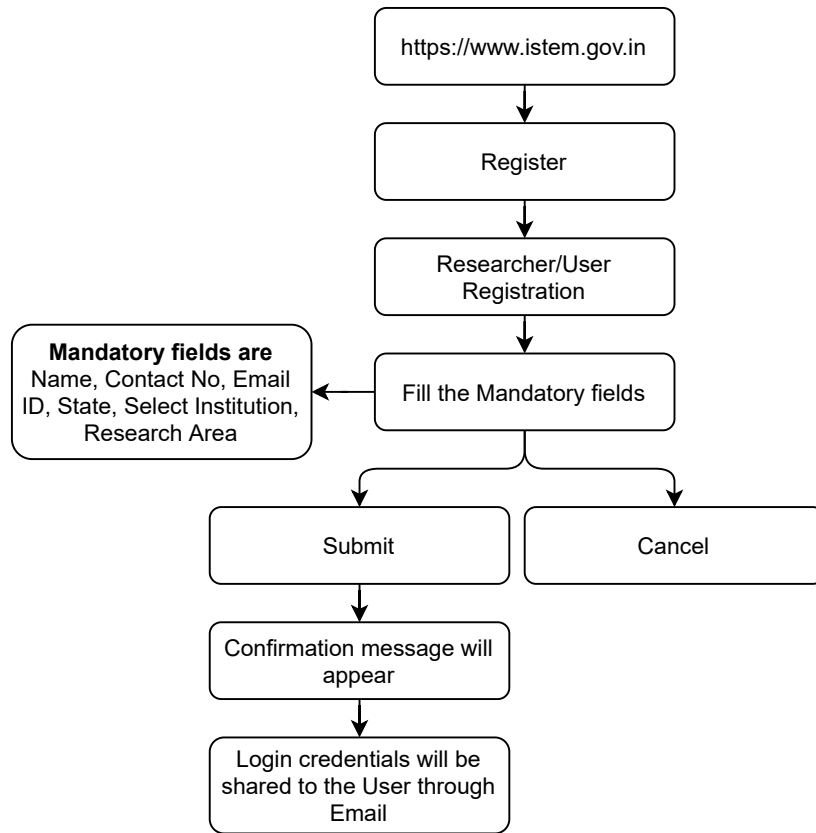 https://www.istem.gov.in
Register
Researcher/User
Registration
Mandatory fields are
Name, Contact No, Email
ID, State, Select Institution,
Research Area
Fill the Mandatory fields
Submit
Cancel
Confirmation message will
appear
Login credentials will be
shared to the User through
Email